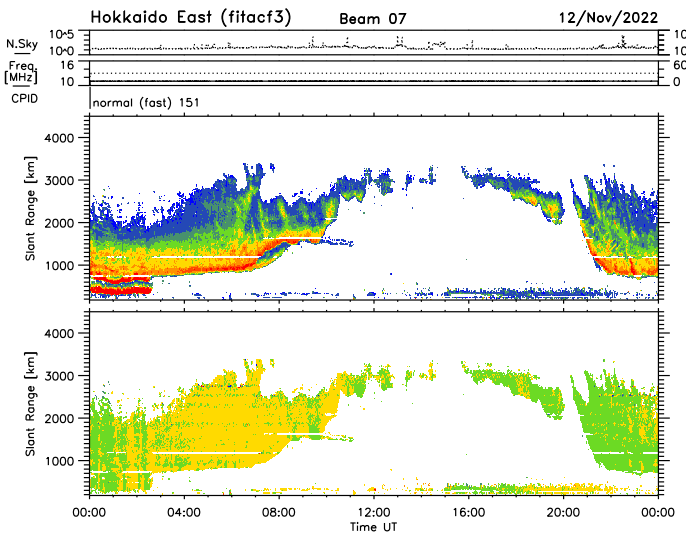 Hokkaido East (fitacf3) Beam 07 12/Nov/2022
N.Sky 10^5 10^0 10 10
Freq. [MHz] 16 10 60 0
CPID normal (fast) 151
Slant Range [km] 4000 3000 2000 1000
Slant Range [km] 4000 3000 2000 1000
00:00 04:00 08:00 12:00 16:00 20:00 00:00
Time UT